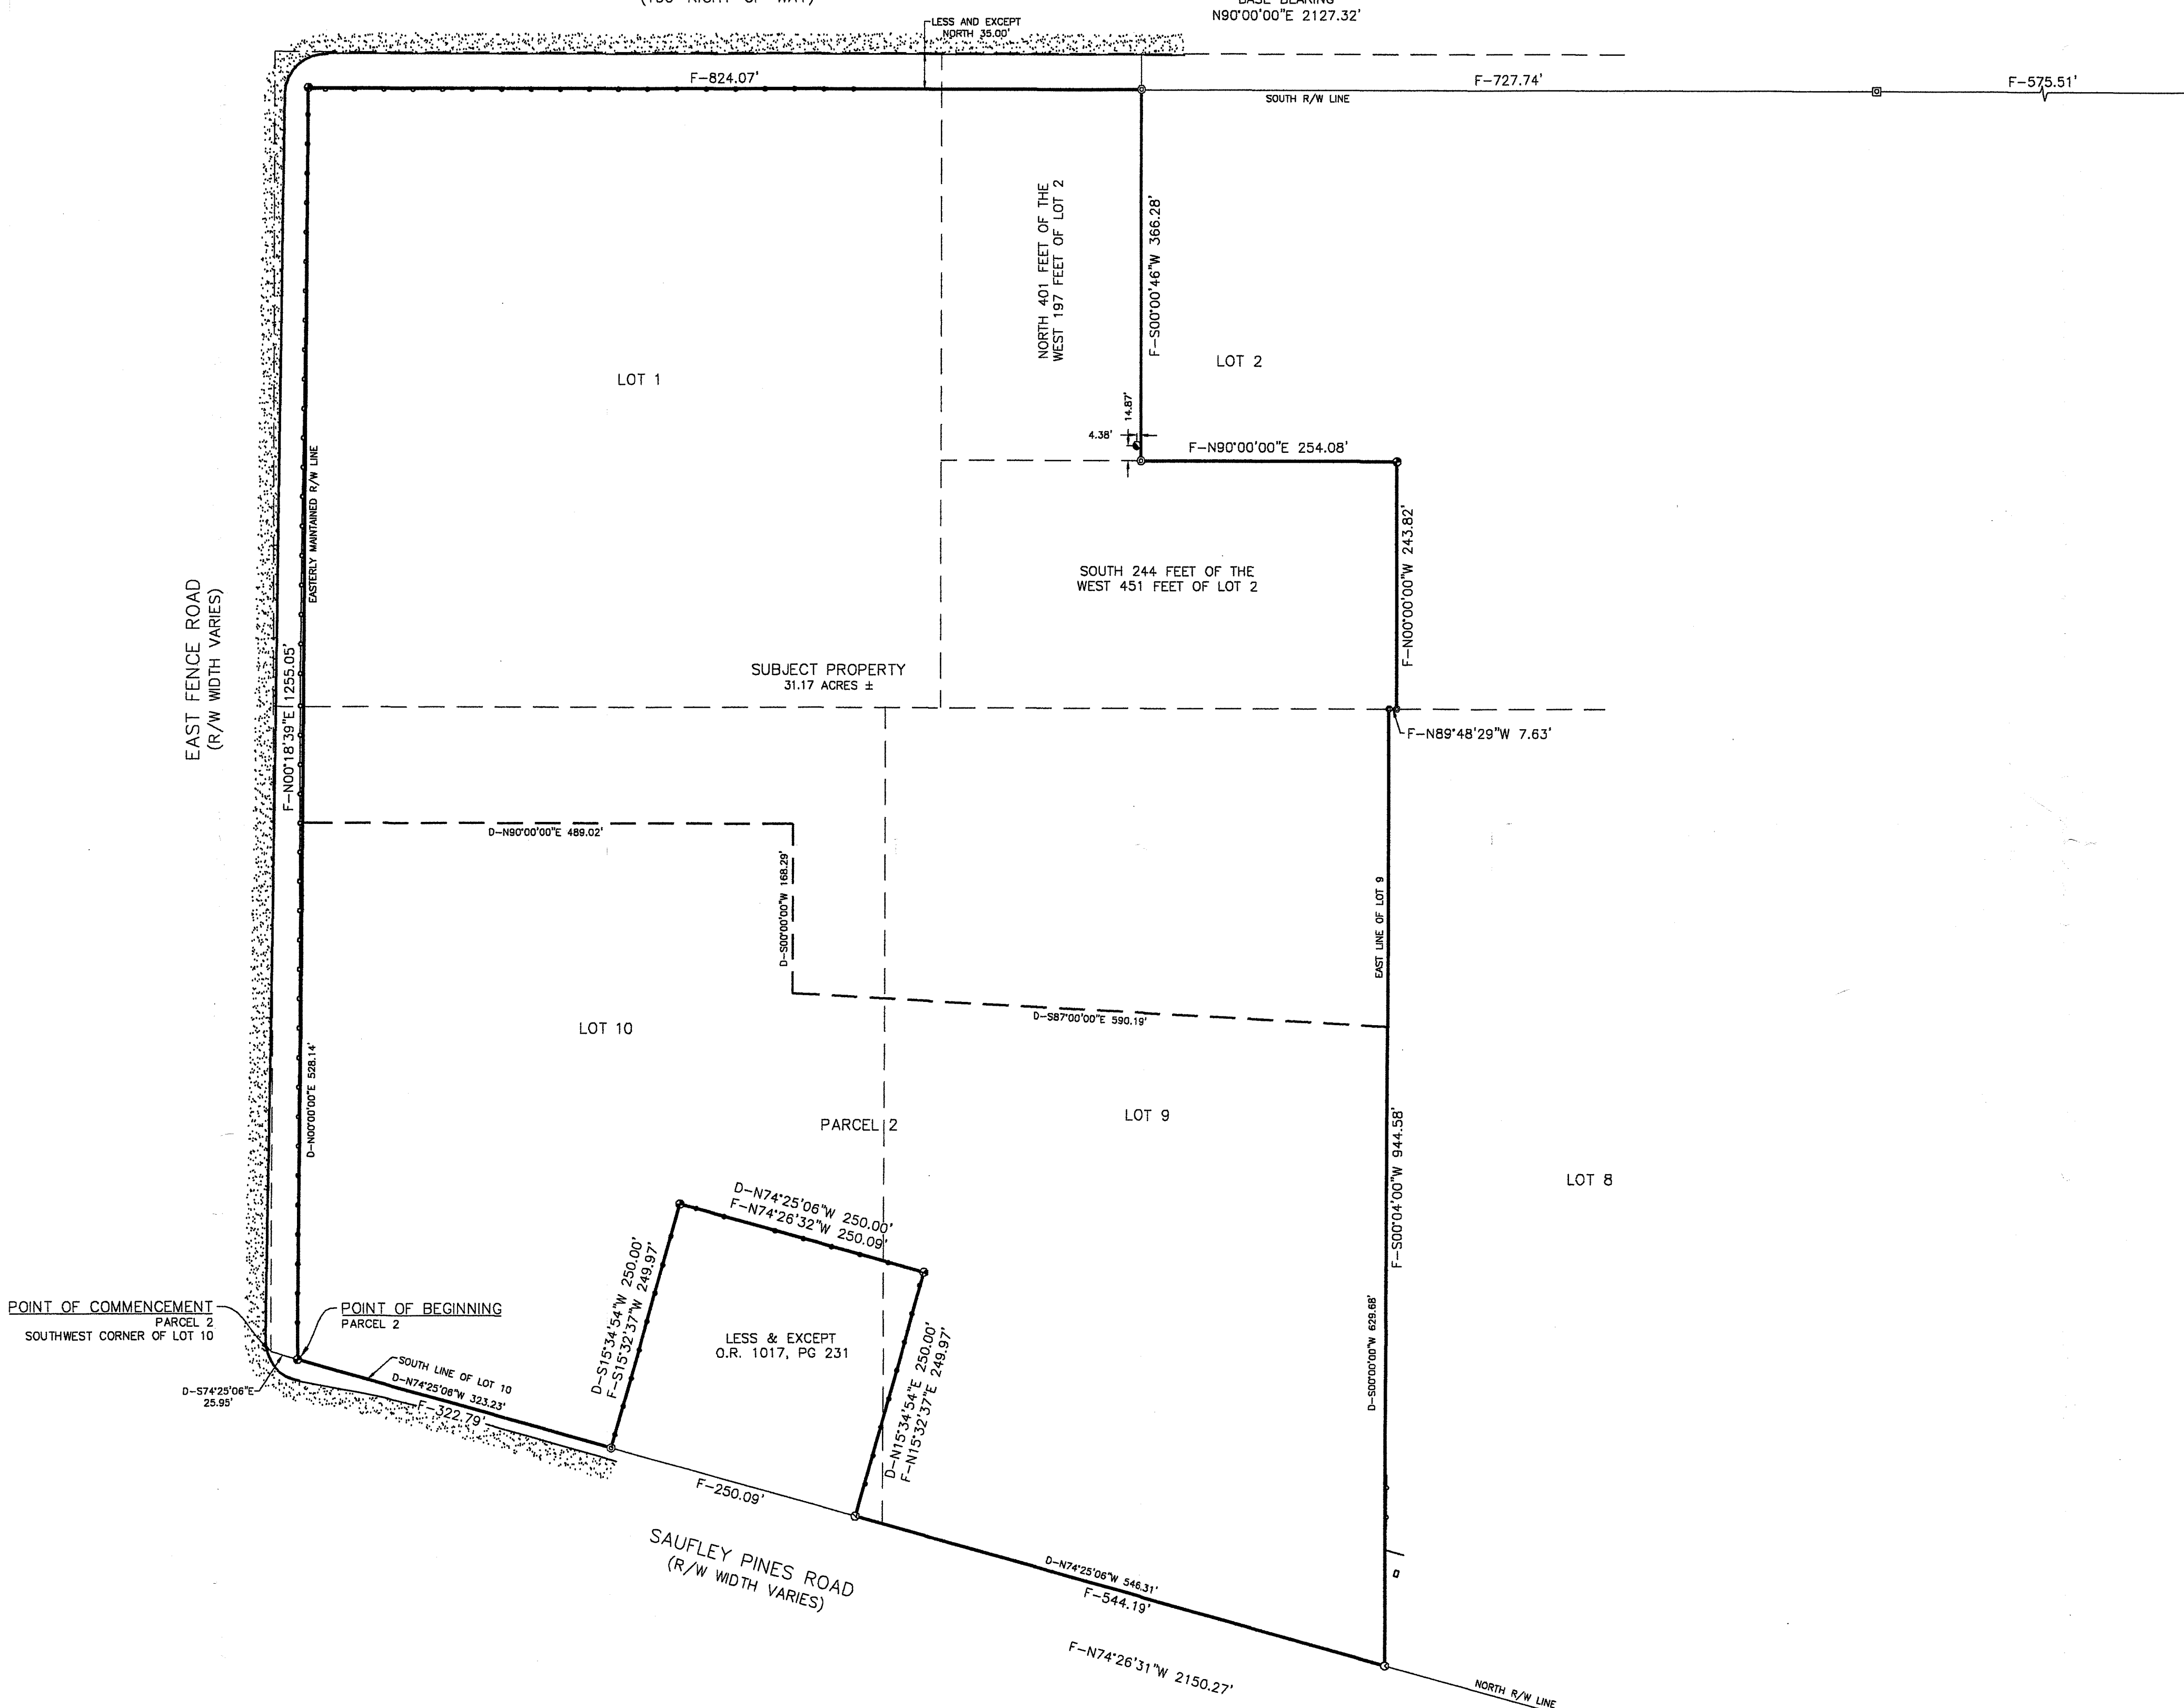 N90°00'00"E 2127.32'
LESS AND EXCEPT
NORTH 35.00'
F-824.07'
F-727.74'
F-575.51'
SOUTH R/W LINE
NORTH 401 FEET OF THE
WEST 197 FEET OF LOT 2
F-S00°00'46"W 366.28'
LOT 2
LOT 1
14.87'
4.38'
F-N90°00'00"E 254.08'
EASTERLY MAINTAINED R/W LINE
F-N00°00'00"W 243.82'
SOUTH 244 FEET OF THE
WEST 451 FEET OF LOT 2
EAST FENCE ROAD
(R/W WIDTH VARIES)
F-N00°18'39"E 1255.05'
SUBJECT PROPERTY
31.17 ACRES ±
F-N89°48'29"W 7.63'
D-N90°00'00"E 489.02'
D-S00°00'00"W 168.29'
EAST LINE OF LOT 9
D-S87°00'00"E 590.19'
LOT 10
D-N00°00'00"E 528.14'
PARCEL 2
LOT 9
F-S00°04'00"W 944.58'
LOT 8
D-N74°25'06"W 250.00'
F-N74°26'32"W 250.09'
D-S15°34'54"W 250.00'
F-S15°32'37"W 249.97'
POINT OF COMMENCEMENT
PARCEL 2
SOUTHWEST CORNER OF LOT 10
POINT OF BEGINNING
PARCEL 2
LESS & EXCEPT
O.R. 1017, PG 231
D-N15°34'54"E 250.00'
F-N15°32'37"E 249.97'
D-S00°00'00"W 629.68'
SOUTH LINE OF LOT 10
D-N74°25'06"W 323.23'
F-322.79'
D-S74°25'06"E
25.95'
F-250.09'
SAUFLEY PINES ROAD
(R/W WIDTH VARIES)
D-N74°25'06"W 546.31'
F-544.19'
F-N74°26'31"W 2150.27'
NORTH R/W LINE